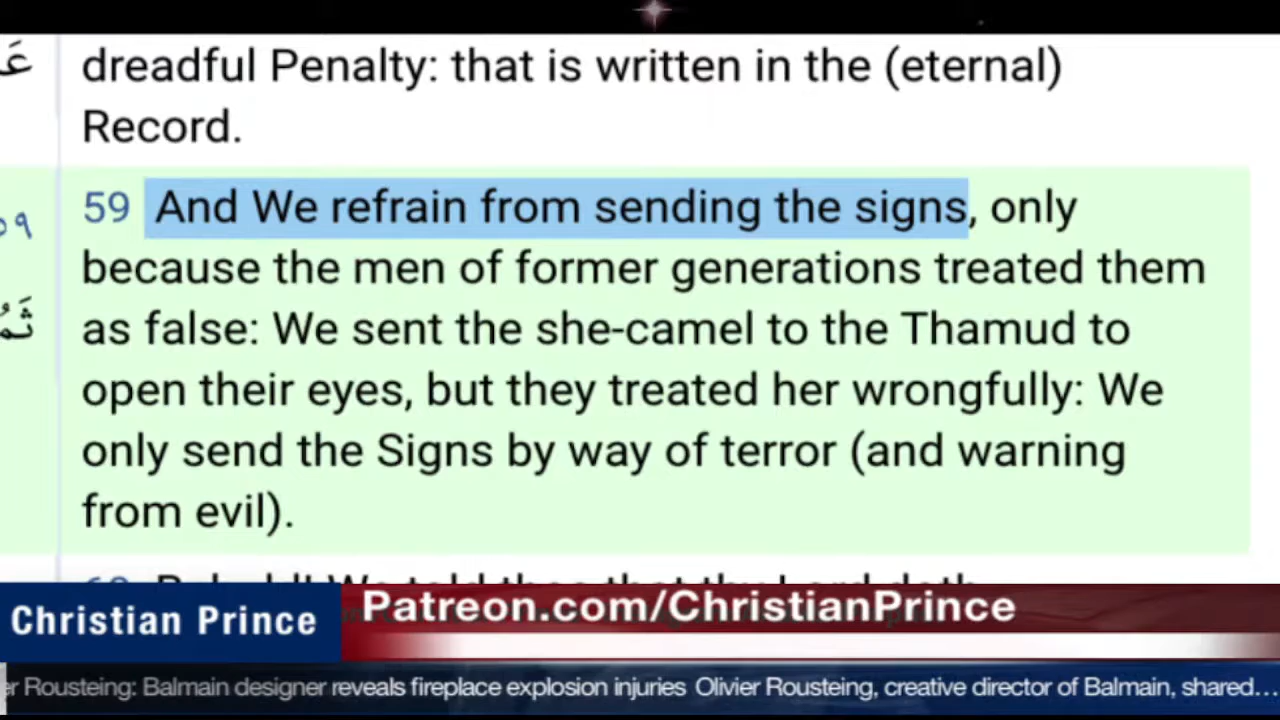 dreadful Penalty: that is written in the (eternal)
Record.
59 And We refrain from sending the signs, only
because the men of former generations treated them
as false: We sent the she-camel to the Thamud to
open their eyes, but they treated her wrongfully: We
only send the Signs by way of terror (and warning
from evil).
Christian Prince
Patreon.com/ChristianPrince
er Rousteing: Balmain designer reveals fireplace explosion injuries Olivier Rousteing, creative director of Balmain, shared...